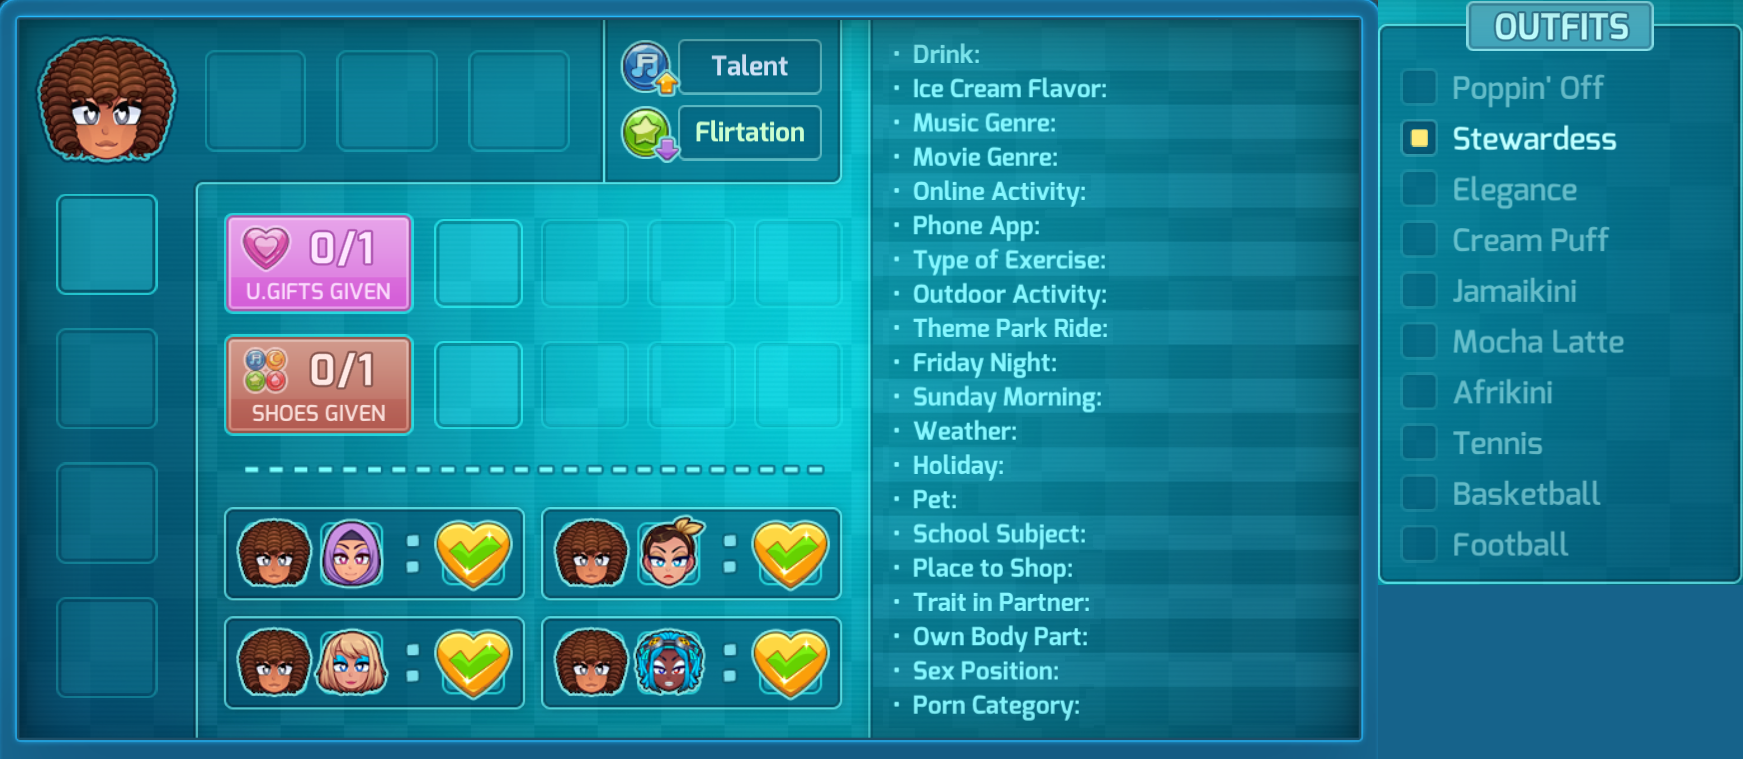 Talent
Flirtation
0/1
U.GIFTS GIVEN
0/1
SHOES GIVEN
• Drink:
• Ice Cream Flavor:
• Music Genre:
• Movie Genre:
• Online Activity:
• Phone App:
• Type of Exercise:
• Outdoor Activity:
• Theme Park Ride:
• Friday Night:
• Sunday Morning:
• Weather:
• Holiday:
• Pet:
• School Subject:
• Place to Shop:
• Trait in Partner:
• Own Body Part:
• Sex Position:
• Porn Category:
OUTFITS
Poppin' Off
Stewardess
Elegance
Cream Puff
Jamaikini
Mocha Latte
Afrikini
Tennis
Basketball
Football